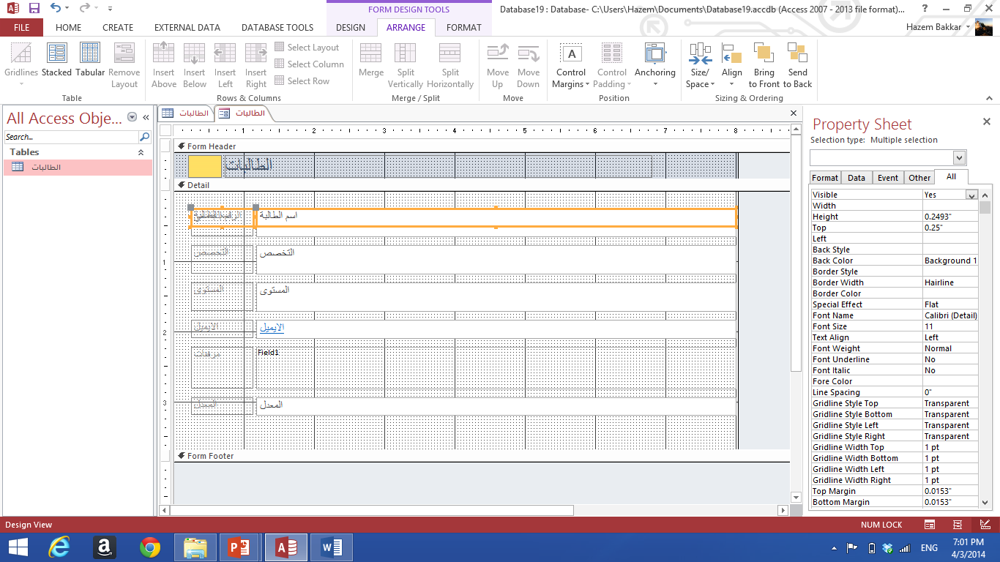 FORM DESIGN TOOLS
Database19 : Database- C:\Users\Hazem\Documents\Database19.accdb (Access 2007 - 2013 file format)...
?
FILE HOME CREATE EXTERNAL DATA DATABASE TOOLS DESIGN ARRANGE FORMAT
Hazem Bakkar
Gridlines
Stacked
Tabular
Remove Layout
Table
Insert Above
Insert Below
Insert Left
Insert Right
Select Layout
Select Column
Select Row
Rows & Columns
Merge
Split Vertically
Split Horizontally
Merge / Split
Move Up
Move Down
Move
Control Margins
Control Padding
Anchoring
Position
Size/ Space
Align
Bring to Front
Send to Back
Sizing & Ordering
All Access Obje...
Search...
Tables
الطالبات
الطالبات
الطالبات
1 2 3 4 5 6 7 8
Form Header
الطالبات
Detail
اسم الطالبة
التخصص
التخصص
1
المستوى
المستوى
الايميل
الايميل
2
مرفقات
Field1
المعدل
المعدل
3
Form Footer
Property Sheet
Selection type: Multiple selection
Format Data Event Other All
Visible Yes
Width
Height 0.2493"
Top 0.25"
Left
Back Style
Back Color Background 1
Border Style
Border Width Hairline
Border Color
Special Effect Flat
Font Name Calibri (Detail)
Font Size 11
Text Align Left
Font Weight Normal
Font Underline No
Font Italic No
Fore Color
Line Spacing 0"
Gridline Style Top Transparent
Gridline Style Bottom Transparent
Gridline Style Left Transparent
Gridline Style Right Transparent
Gridline Width Top 1 pt
Gridline Width Bottom 1 pt
Gridline Width Left 1 pt
Gridline Width Right 1 pt
Top Margin 0.0153"
Bottom Margin 0.0153"
Design View
NUM LOCK
ENG
7:01 PM
4/3/2014